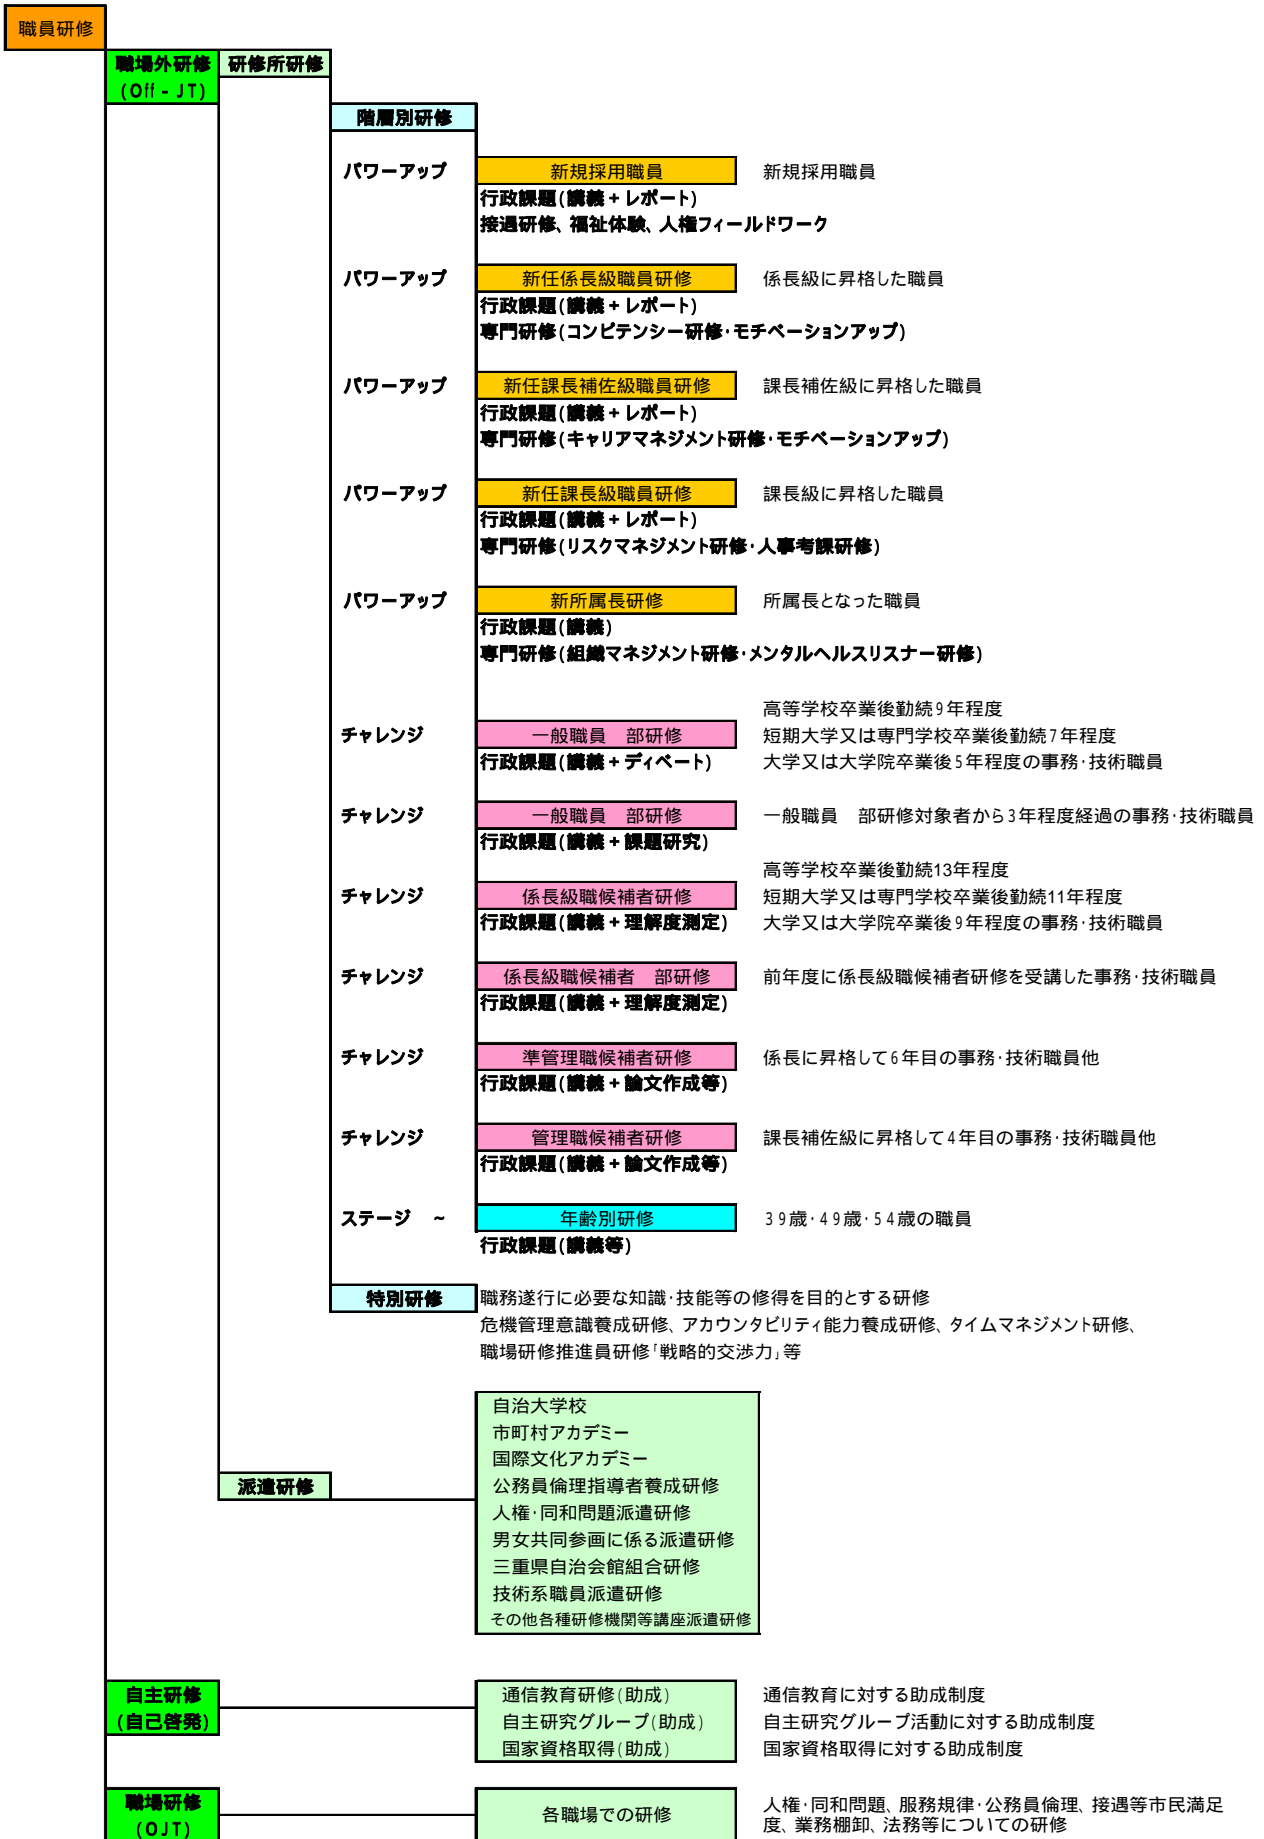 職員研修
職場外研修 研修所研修
(Off - JT)
階層別研修
パワーアップ 新規採用職員 新規採用職員
行政課題(講義+レポート)
接遇研修、福祉体験、人権フィールドワーク
パワーアップ 新任係長級職員研修 係長級に昇格した職員
行政課題(講義+レポート)
専門研修(コンピテンシー研修・モチベーションアップ)
パワーアップ 新任課長補佐級職員研修 課長補佐級に昇格した職員
行政課題(講義+レポート)
専門研修(キャリアマネジメント研修・モチベーションアップ)
パワーアップ 新任課長級職員研修 課長級に昇格した職員
行政課題(講義+レポート)
専門研修(リスクマネジメント研修・人事考課研修)
パワーアップ 新所属長研修 所属長となった職員
行政課題(講義)
専門研修(組織マネジメント研修・メンタルヘルスリスナー研修)
高等学校卒業後勤続9年程度
チャレンジ 一般職員 部研修 短期大学又は専門学校卒業後勤続7年程度
行政課題(講義+ディベート) 大学又は大学院卒業後5年程度の事務・技術職員
チャレンジ 一般職員 部研修 一般職員 部研修対象者から3年程度経過の事務・技術職員
行政課題(講義+課題研究)
高等学校卒業後勤続13年程度
チャレンジ 係長級職候補者研修 短期大学又は専門学校卒業後勤続11年程度
行政課題(講義+理解度測定) 大学又は大学院卒業後9年程度の事務・技術職員
チャレンジ 係長級職候補者 部研修 前年度に係長級職候補者研修を受講した事務・技術職員
行政課題(講義+理解度測定)
チャレンジ 準管理職候補者研修 係長に昇格して6年目の事務・技術職員他
行政課題(講義+論文作成等)
チャレンジ 管理職候補者研修 課長補佐級に昇格して4年目の事務・技術職員他
行政課題(講義+論文作成等)
ステージ ~ 年齢別研修 39歳・49歳・54歳の職員
行政課題(講義等)
特別研修 職務遂行に必要な知識・技能等の修得を目的とする研修
危機管理意識養成研修、アカウンタビリティ能力養成研修、タイムマネジメント研修、
職場研修推進員研修「戦略的交渉力」等
自治大学校
市町村アカデミー
国際文化アカデミー
派遣研修 公務員倫理指導者養成研修
人権・同和問題派遣研修
男女共同参画に係る派遣研修
三重県自治会館組合研修
技術系職員派遣研修
その他各種研修機関等講座派遣研修
自主研修 通信教育研修(助成) 通信教育に対する助成制度
(自己啓発) 自主研究グループ(助成) 自主研究グループ活動に対する助成制度
国家資格取得(助成) 国家資格取得に対する助成制度
職場研修 各職場での研修 人権・同和問題、服務規律・公務員倫理、接遇等市民満足
(OJT) 度、業務棚卸、法務等についての研修